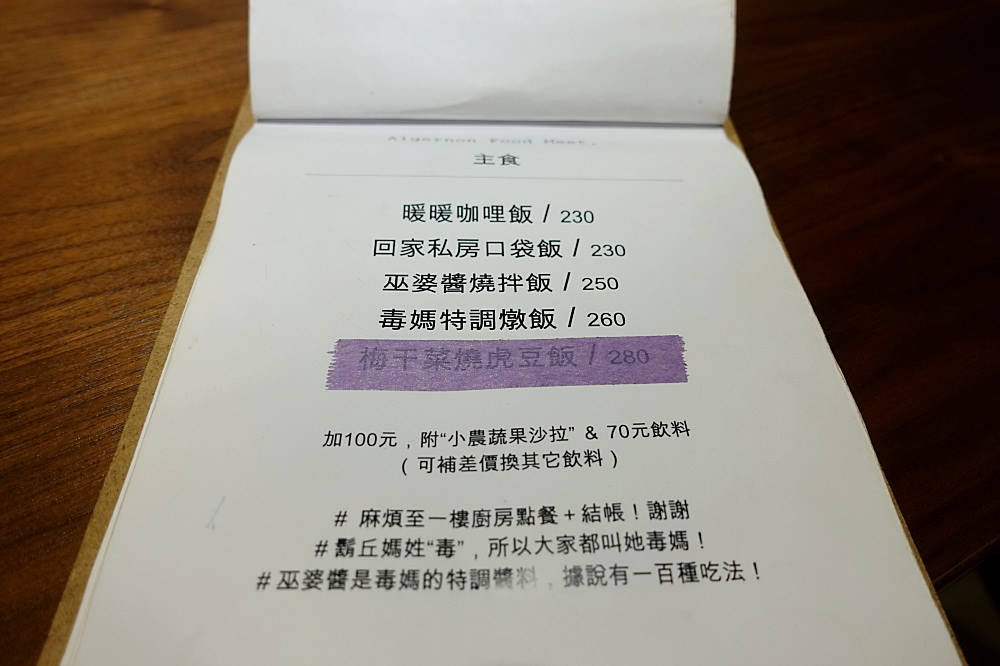 Algernon Food Meet.
主食
暖暖咖哩飯 / 230
回家私房口袋飯 / 230
巫婆醬燒拌飯 / 250
毒媽特調燉飯 / 260
梅干菜燒虎豆飯 / 280
加100元，附“小農蔬果沙拉” & 70元飲料
（可補差價換其它飲料）
# 麻煩至一樓廚房點餐＋結帳！謝謝
# 鬍丘媽姓“毒”，所以大家都叫她毒媽！
# 巫婆醬是毒媽的特調醬料，據說有一百種吃法！